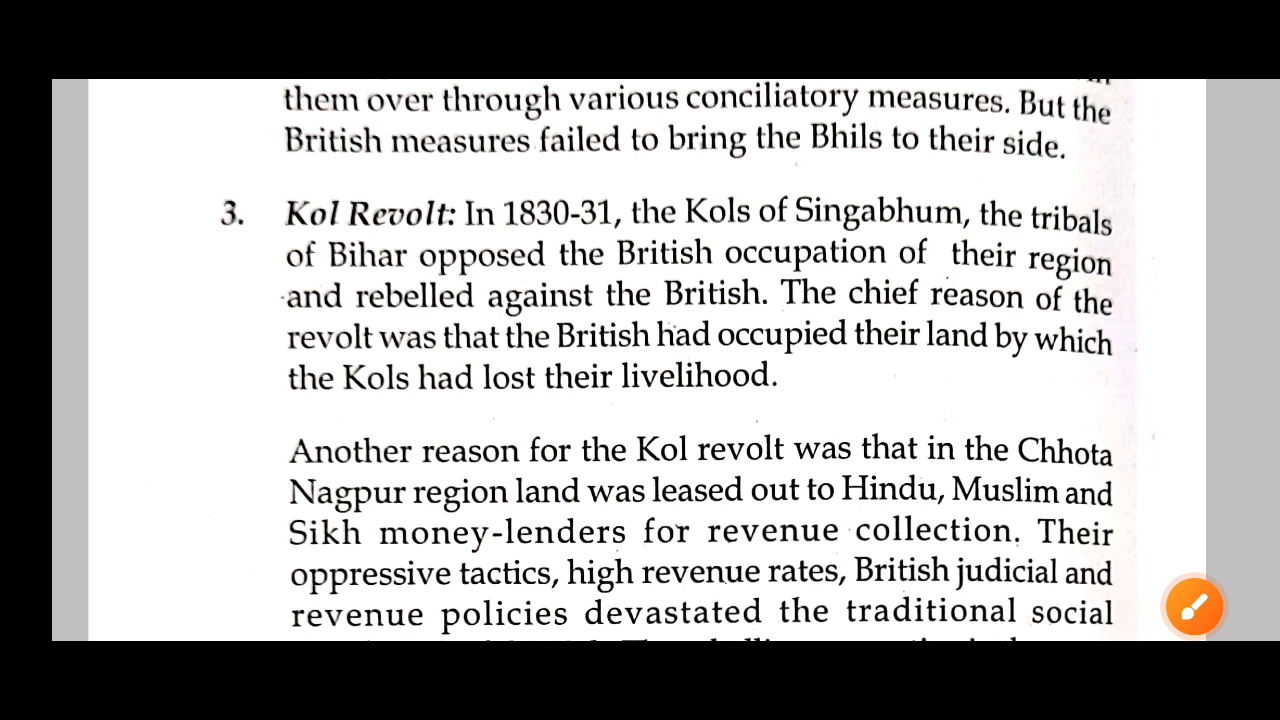 them over through various conciliatory measures. But the
British measures failed to bring the Bhils to their side.
3. Kol Revolt: In 1830-31, the Kols of Singabhum, the tribals
of Bihar opposed the British occupation of their region
and rebelled against the British. The chief reason of the
revolt was that the British had occupied their land by which
the Kols had lost their livelihood.
Another reason for the Kol revolt was that in the Chhota
Nagpur region land was leased out to Hindu, Muslim and
Sikh money-lenders for revenue collection. Their
oppressive tactics, high revenue rates, British judicial and
revenue policies devastated the traditional social